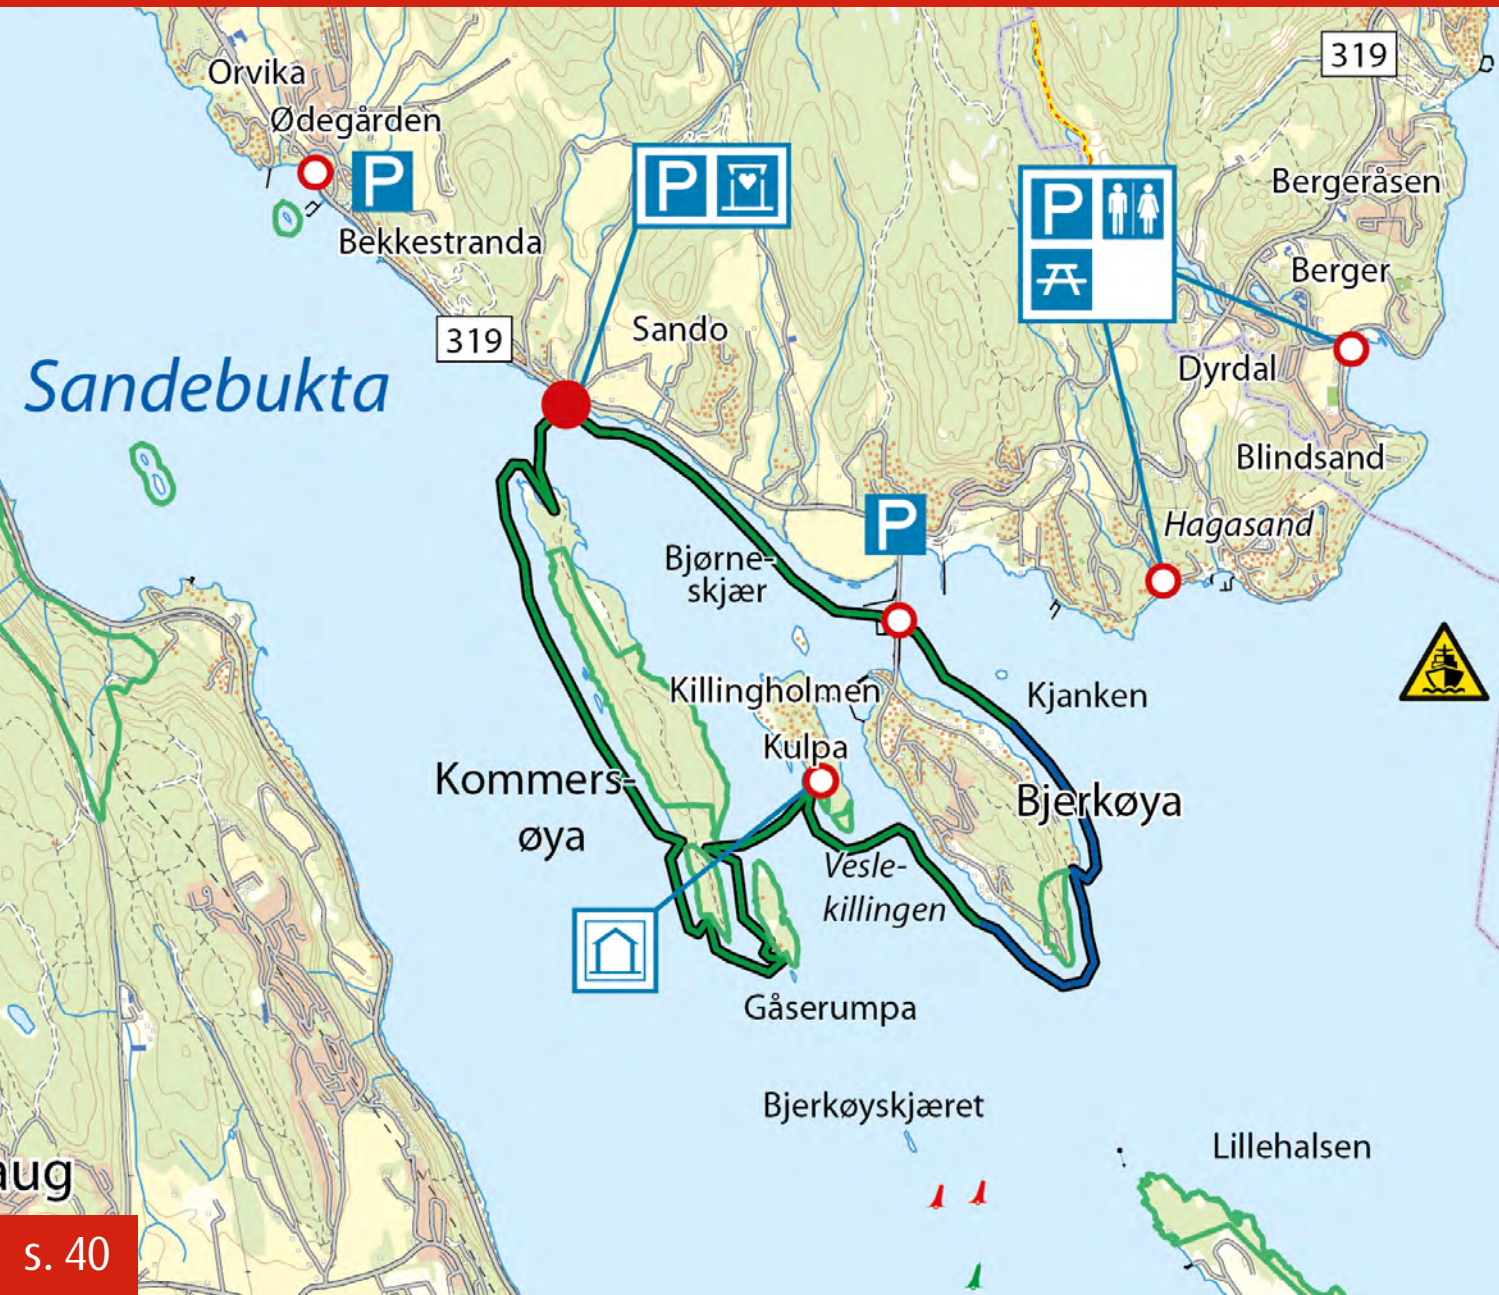 319
Orvika
Ødegården
P
P
P
Bergeråsen
Bekkestranda
Berger
319
Sando
Dyrdal
Sandebukta
Blindsand
P
Hagasand
Bjørne-
skjær
Killingholmen
Kjanken
Kulpa
Kommers-
øya
Bjerkøya
Vesle-
killingen
Gåserumpa
Bjerkøyskjæret
Lillehalsen
aug
s. 40